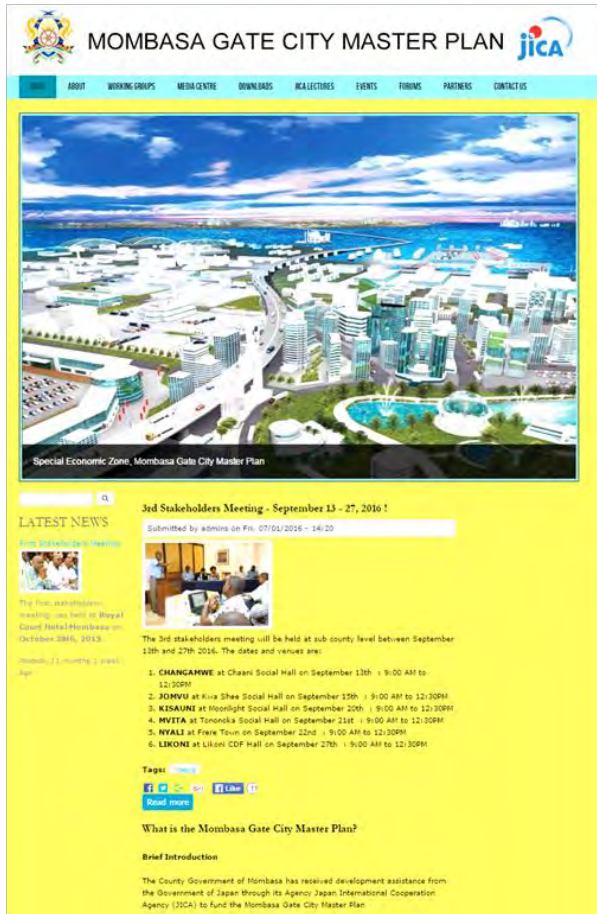 MOMBASA GATE CITY MASTER PLAN
jICA
HOME ABOUT WORKING GROUPS MEDIA CENTRE DOWNLOADS JICA LECTURES EVENTS FORUMS PARTNERS CONTACT US
Special Economic Zone, Mombasa Gate City Master Plan
LATEST NEWS
First Stakeholders Meeting
The first stakeholders
meeting was held at Royal
Court Hotel-Mombasa on
3rd Stakeholders Meeting - September 13 - 27, 2016 !
Submitted by admins on Fri, 07/01/2016 - 14:20
The 3rd stakeholders meeting will be held at sub county level between September
13th and 27th 2016. The dates and venues are:
1. CHANGAMWE at Chaani Social Hall on September 13th : 9:00 AM to
12:30PM
2. JOMVU at Kwa Shee Social Hall on September 15th : 9:00 AM to 12:30PM
3. KISAUNI at Moonlight Social Hall on September 20th : 9:00 AM to 12:30PM
4. MVITA at Tononoka Social Hall on September 21st : 9:00 AM to 12:30PM
5. NYALI at Frere Town on September 22nd : 9:00 AM to 12:30PM
6. LIKONI at Likoni CDF Hall on September 27th : 9:00 AM to 12:30PM
Tags:
Like
Read more
What is the Mombasa Gate City Master Plan?
Brief Introduction
The County Government of Mombasa has received development assistance from
the Government of Japan through its Agency Japan International Cooperation
Agency (JICA) to fund the Mombasa Gate City Master Plan